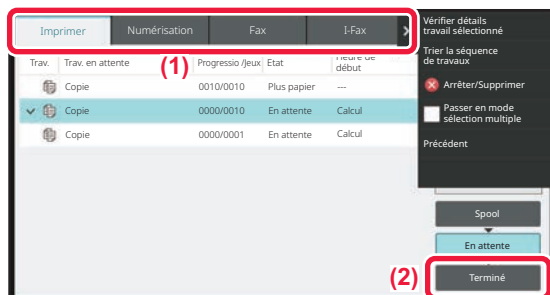 Imprimer Numérisation Fax I-Fax
(1)
Trav. Trav. en attente Progressio /Jeux Etat Heure de
début
Copie 0010/0010 Plus papier ---
Copie 0000/0010 En attente Calcul
Copie 0000/0001 En attente Calcul
Vérifier détails
travail sélectionné
Trier la séquence
de travaux
Arrêter/Supprimer
Passer en mode
sélection multiple
Précédent
Spool
En attente
(2)
Terminé